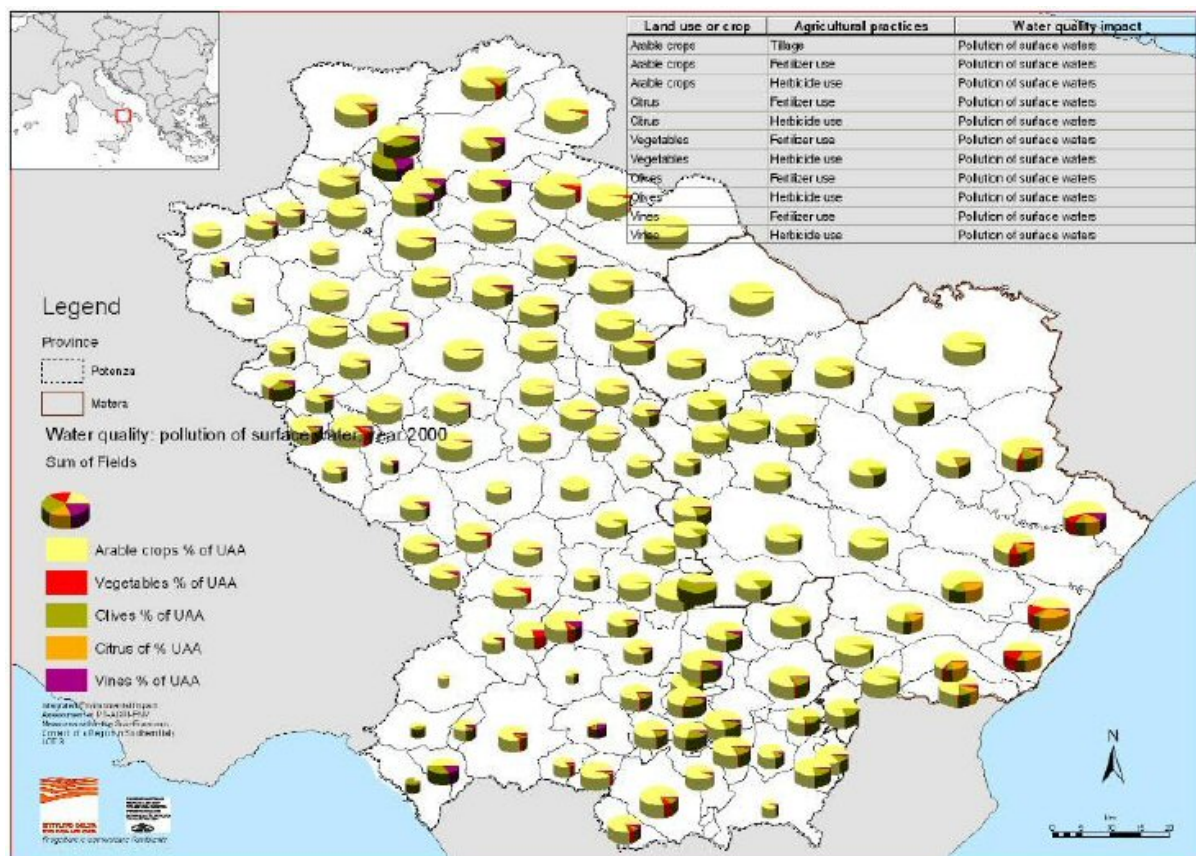 Land use or crop Agricultural practices Water quality impact
Arable crops Tillage Pollution of surface waters
Arable crops Fertilizer use Pollution of surface waters
Arable crops Herbicide use Pollution of surface waters
Citrus Fertilizer use Pollution of surface waters
Citrus Herbicide use Pollution of surface waters
Vegetables Fertilizer use Pollution of surface waters
Vegetables Herbicide use Pollution of surface waters
Olives Fertilizer use Pollution of surface waters
Olives Herbicide use Pollution of surface waters
Vines Fertilizer use Pollution of surface waters
Vines Herbicide use Pollution of surface waters
Legend
Province
Potenza
Matera
Water quality: pollution of surface water, year 2000
Sum of Fields
Arable crops % of UAA
Vegetables % of UAA
Olives % of UAA
Citrus of % UAA
Vines % of UAA
N